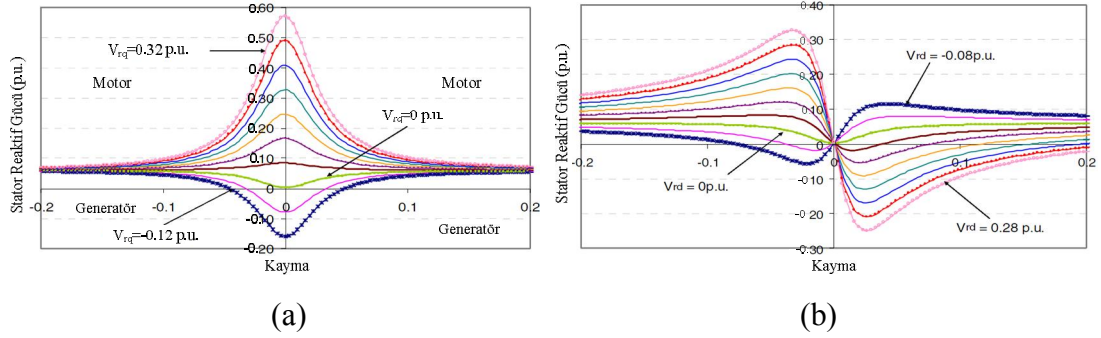 (a)
Stator Reaktif Gücü (p.u.)
0.60
0.50
0.40
0.30
0.20
0.10
0
-0.10
-0.20
-0.2
-0.1
0
0.1
0.2
V_rq=0.32 p.u.
Motor
Motor
V_rq=0 p.u.
Generatör
Generatör
V_rq=-0.12 p.u.
Kayma
(a)
(b)
Stator Reaktif Gücü (p.u.)
0.40
0.30
0.20
0.10
0
-0.10
-0.20
-0.30
-0.2
-0.1
0
0.1
0.2
Vrd = -0.08p.u.
Vrd = 0p.u.
Vrd = 0.28 p.u.
Kayma
(b)